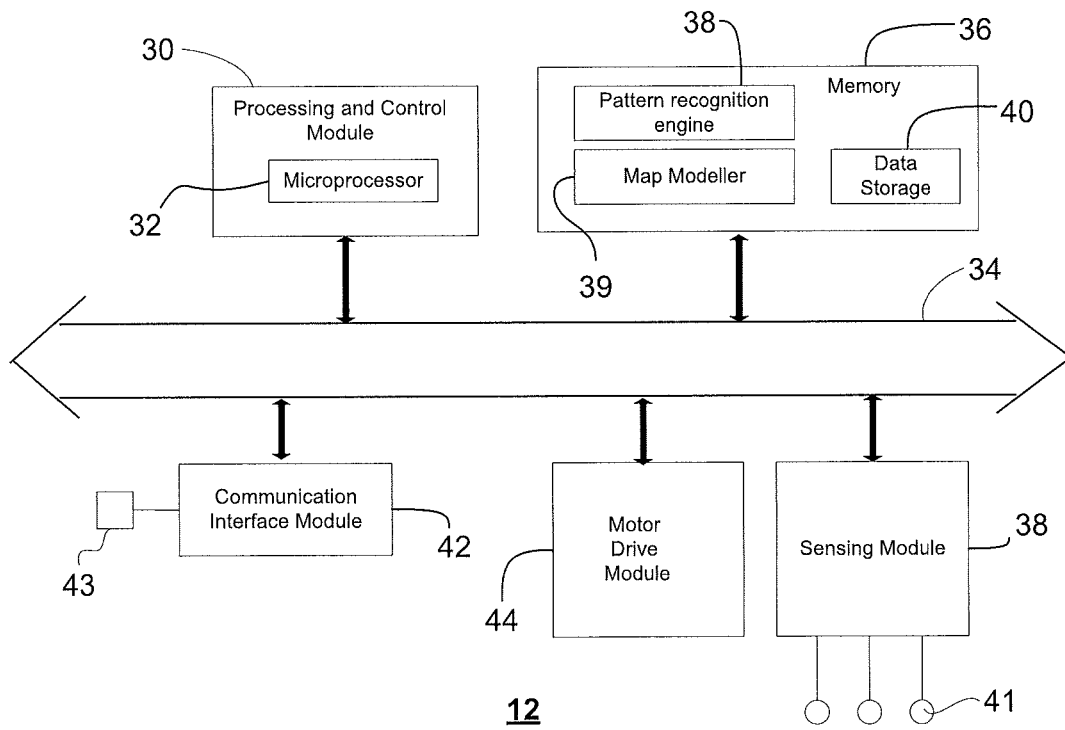 38
36
30
Memory
Processing and Control
Module
Pattern recognition
engine
40
Microprocessor
Map Modeller
Data
Storage
32
39
34
Communication
Interface Module
Motor
Drive
Module
Sensing Module
38
42
43
44
12
41